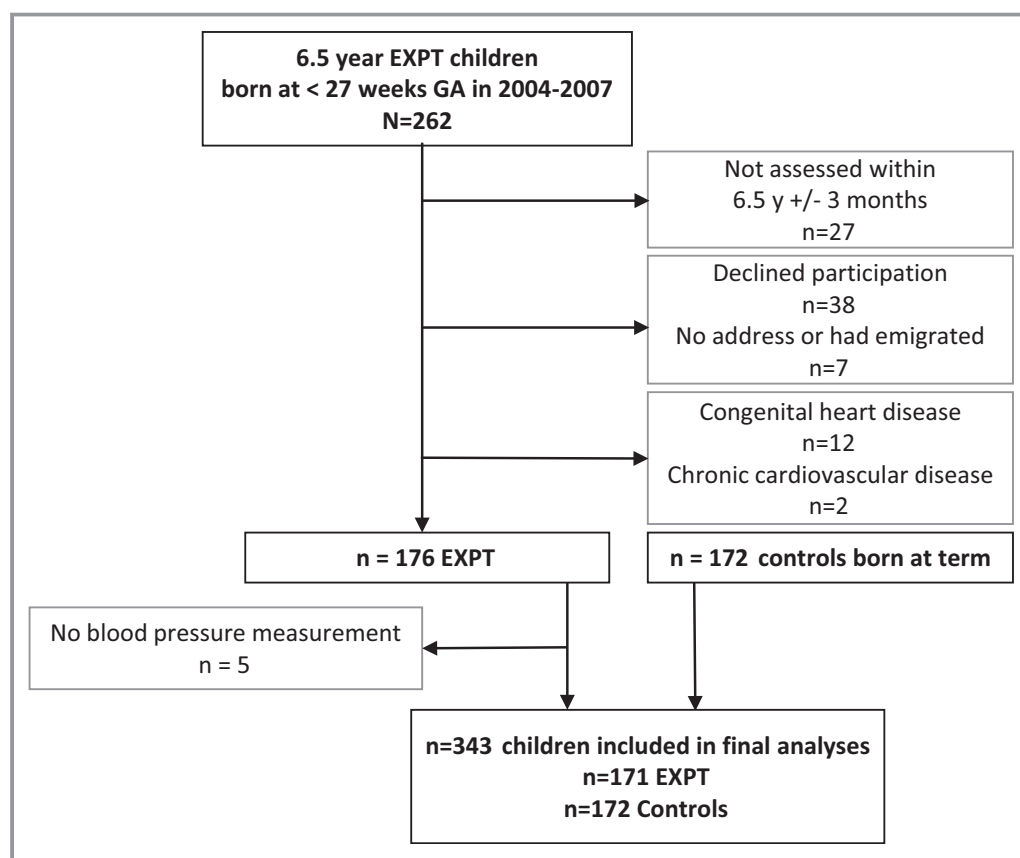 6.5 year EXPT children
born at < 27 weeks GA in 2004-2007
N=262
Not assessed within
6.5 y +/- 3 months
n=27
Declined participation
n=38
No address or had emigrated
n=7
Congenital heart disease
n=12
Chronic cardiovascular disease
n=2
n = 176 EXPT
n = 172 controls born at term
No blood pressure measurement
n = 5
n=343 children included in final analyses
n=171 EXPT
n=172 Controls